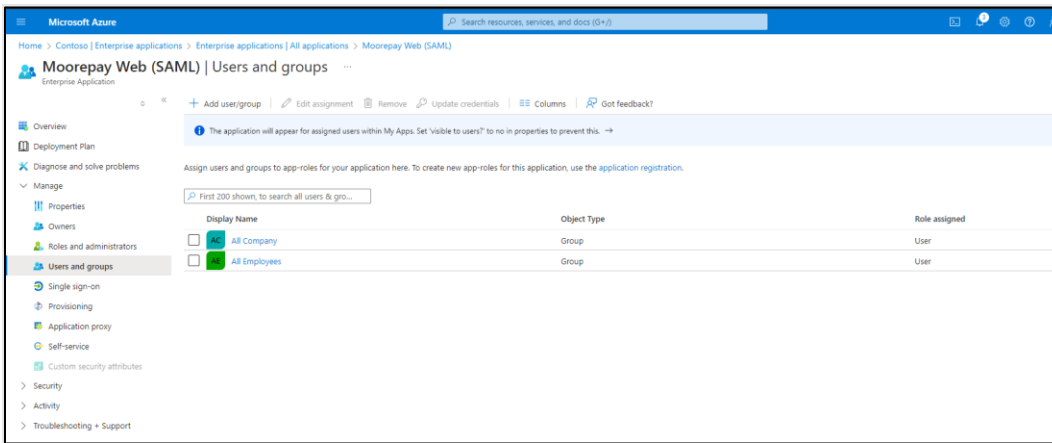 Microsoft Azure
Search resources, services, and docs (G+/)
1
Home > Contoso | Enterprise applications > Enterprise applications | All applications > Moorepay Web (SAML)
Moorepay Web (SAML) | Users and groups ...
Enterprise Application
Add user/group
Edit assignment
Remove
Update credentials
Columns
Got feedback?
Overview
Deployment Plan
Diagnose and solve problems
Manage
Properties
Owners
Roles and administrators
Users and groups
Single sign-on
Provisioning
Application proxy
Self-service
Custom security attributes
Security
Activity
Troubleshooting + Support
The application will appear for assigned users within My Apps. Set 'visible to users?' to no in properties to prevent this. →
Assign users and groups to app-roles for your application here. To create new app-roles for this application, use the application registration.
First 200 shown, to search all users & gro...
Display Name Object Type Role assigned
AC All Company Group User
AE All Employees Group User